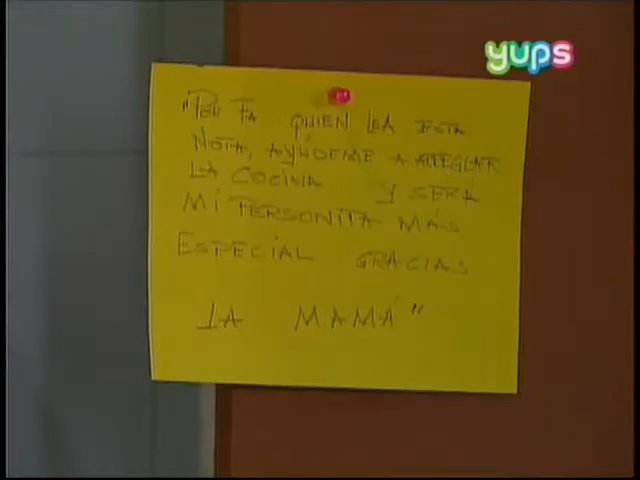 yups
"POR FA QUIEN LEA ESTA
NOTA, AYÚDEME A ARREGLAR
LA COCINA Y SERÁ
MI PERSONITA MÁS
ESPECIAL GRACIAS
LA MAMÁ"